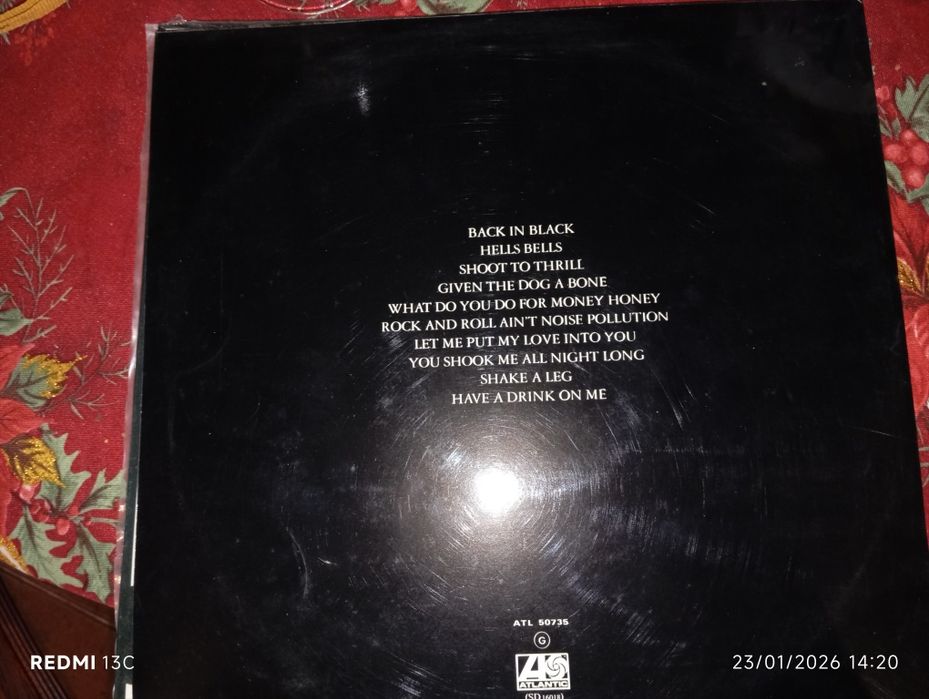 BACK IN BLACK
HELLS BELLS
SHOOT TO THRILL
GIVEN THE DOG A BONE
WHAT DO YOU DO FOR MONEY HONEY
ROCK AND ROLL AIN'T NOISE POLLUTION
LET ME PUT MY LOVE INTO YOU
YOU SHOOK ME ALL NIGHT LONG
SHAKE A LEG
HAVE A DRINK ON ME
ATL 50735
G
ATLANTIC
(SD 16018)
REDMI 13C
23/01/2026 14:20